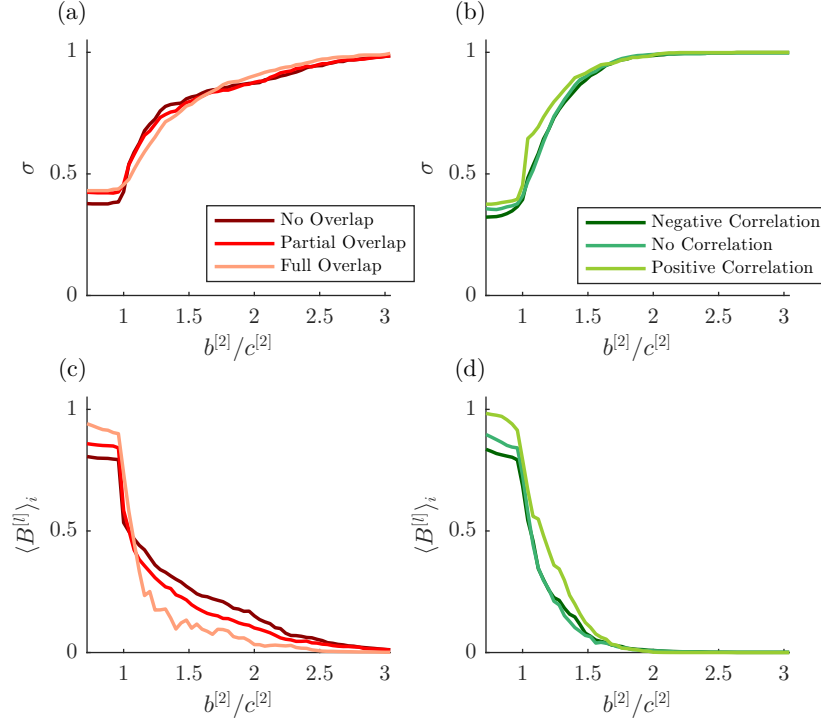 (a)
(b)
1
0.5
0
σ
No Overlap
Partial Overlap
Full Overlap
1 1.5 2 2.5 3
b^[2]/c^[2]
1
0.5
0
σ
Negative Correlation
No Correlation
Positive Correlation
1 1.5 2 2.5 3
b^[2]/c^[2]
(c)
(d)
1
0.5
0
⟨B^[l]⟩_i
1 1.5 2 2.5 3
b^[2]/c^[2]
1
0.5
0
⟨B^[l]⟩_i
1 1.5 2 2.5 3
b^[2]/c^[2]